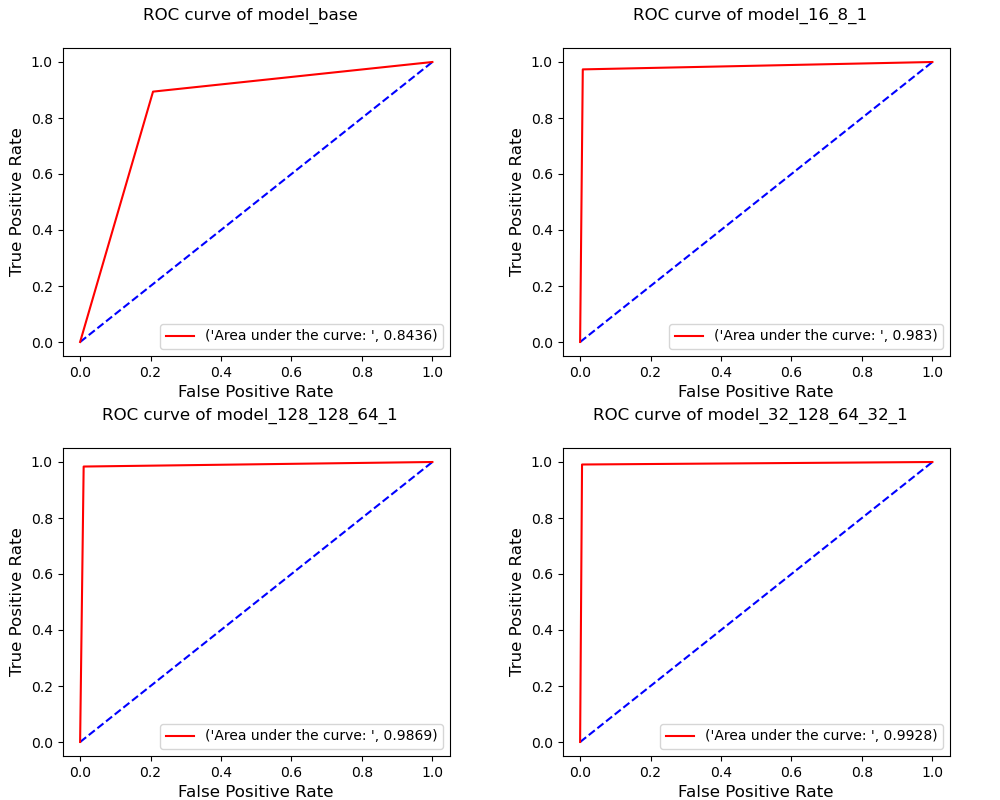 ROC curve of model_base
1.0
0.8
0.6
0.4
0.2
0.0
True Positive Rate
('Area under the curve: ', 0.8436)
0.0 0.2 0.4 0.6 0.8 1.0
False Positive Rate
ROC curve of model_16_8_1
1.0
0.8
0.6
0.4
0.2
0.0
True Positive Rate
('Area under the curve: ', 0.983)
0.0 0.2 0.4 0.6 0.8 1.0
False Positive Rate
ROC curve of model_128_128_64_1
1.0
0.8
0.6
0.4
0.2
0.0
True Positive Rate
('Area under the curve: ', 0.9869)
0.0 0.2 0.4 0.6 0.8 1.0
False Positive Rate
ROC curve of model_32_128_64_32_1
1.0
0.8
0.6
0.4
0.2
0.0
True Positive Rate
('Area under the curve: ', 0.9928)
0.0 0.2 0.4 0.6 0.8 1.0
False Positive Rate